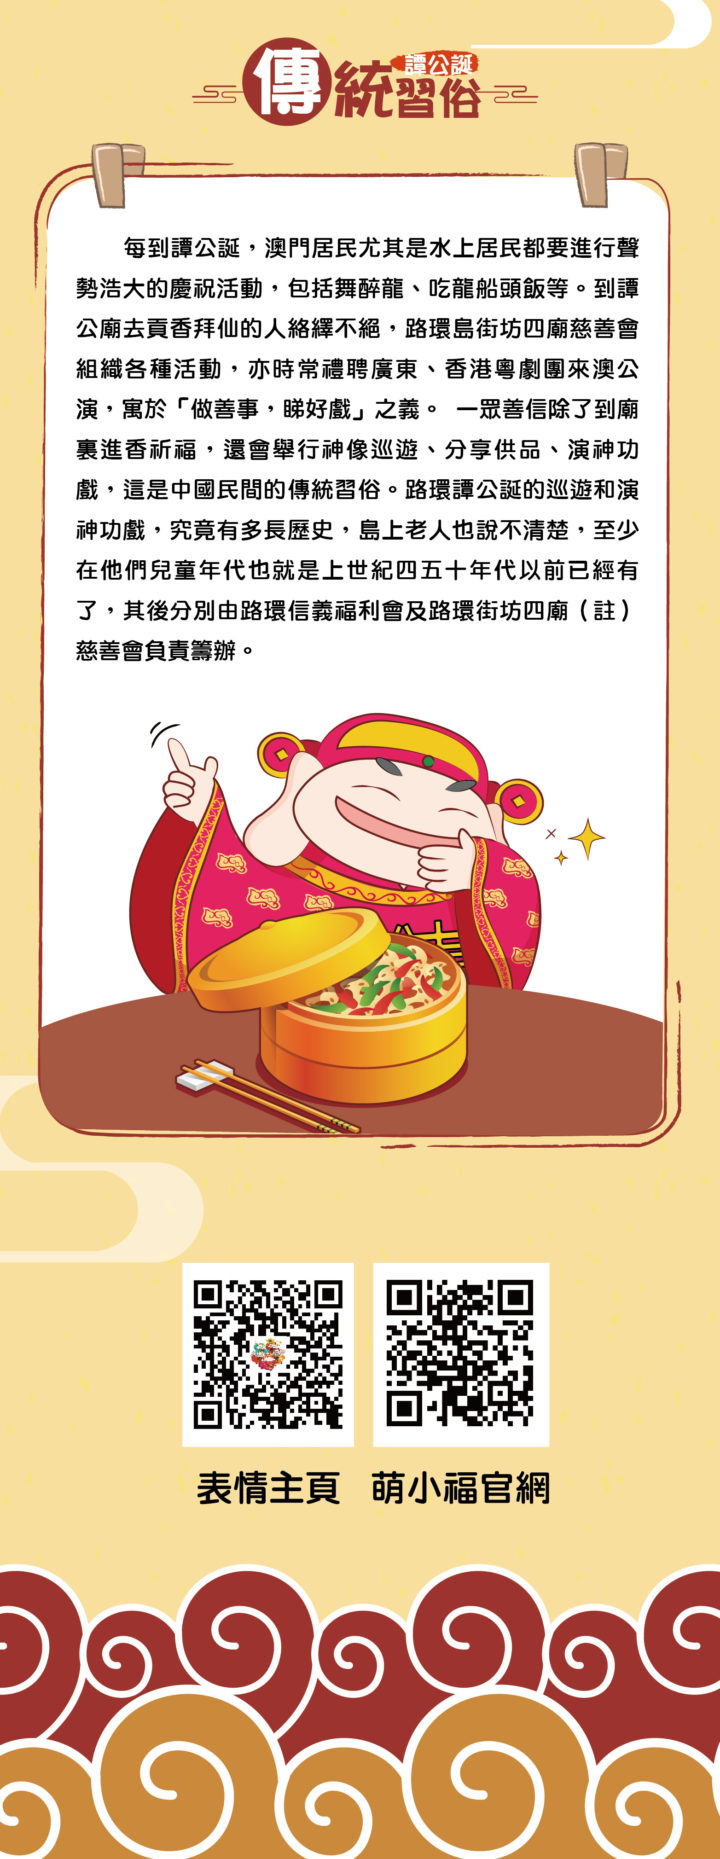 傳統習俗
譚公誕
每到譚公誕，澳門居民尤其是水上居民都要進行聲
勢浩大的慶祝活動，包括舞醉龍、吃龍船頭飯等。到譚
公廟去貢香拜仙的人絡繹不絕，路環島街坊四廟慈善會
組織各種活動，亦時常禮聘廣東、香港粵劇團來澳公
演，寓於「做善事，睇好戲」之義。 一眾善信除了到廟
裏進香祈福，還會舉行神像巡遊、分享供品、演神功
戲，這是中國民間的傳統習俗。路環譚公誕的巡遊和演
神功戲，究竟有多長歷史，島上老人也說不清楚，至少
在他們兒童年代也就是上世紀四五十年代以前已經有
了，其後分別由路環信義福利會及路環街坊四廟（註）
慈善會負責籌辦。
表情主頁 萌小福官網